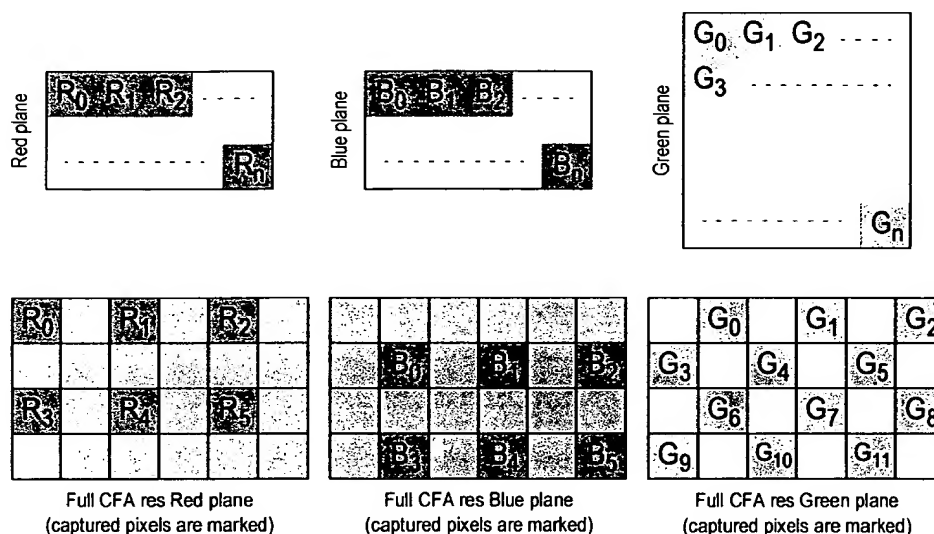 Red plane
R0 R1 R2 - - - -
- - - - - - - - - - Rn
Blue plane
B0 B1 B2 - - - -
- - - - - - - - - - Bn
Green plane
G0 G1 G2 - - - - -
G3 - - - - - - - - - - - -
- - - - - - - - - - Gn
R0 R1 R2
R3 R4 R5
Full CFA res Red plane
(captured pixels are marked)
B0 B1 B2
B5
Full CFA res Blue plane
(captured pixels are marked)
G0 G1 G2
G3 G4 G5
G6 G7 G8
G9 G10 G11
Full CFA res Green plane
(captured pixels are marked)